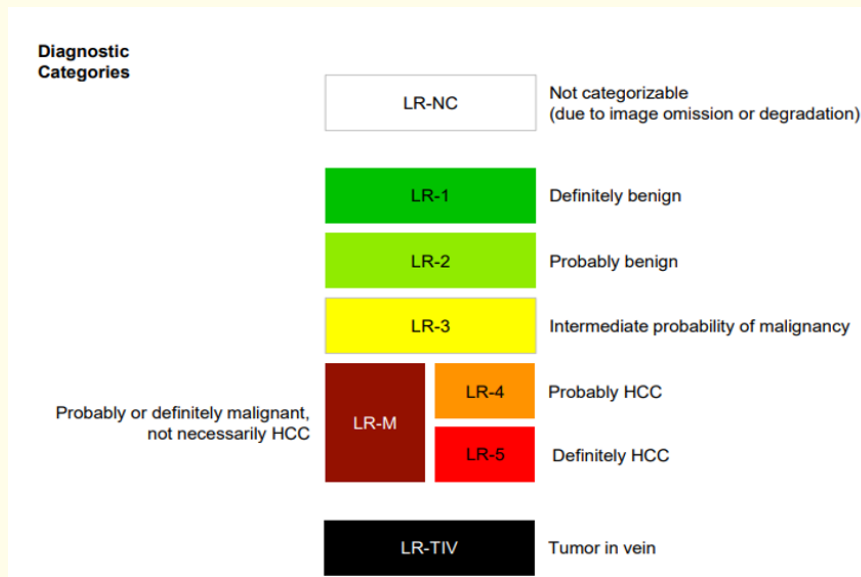 Diagnostic
Categories
LR-NC
Not categorizable
(due to image omission or degradation)
LR-1
Definitely benign
LR-2
Probably benign
LR-3
Intermediate probability of malignancy
Probably or definitely malignant,
not necessarily HCC
LR-M
LR-4
Probably HCC
LR-5
Definitely HCC
LR-TIV
Tumor in vein